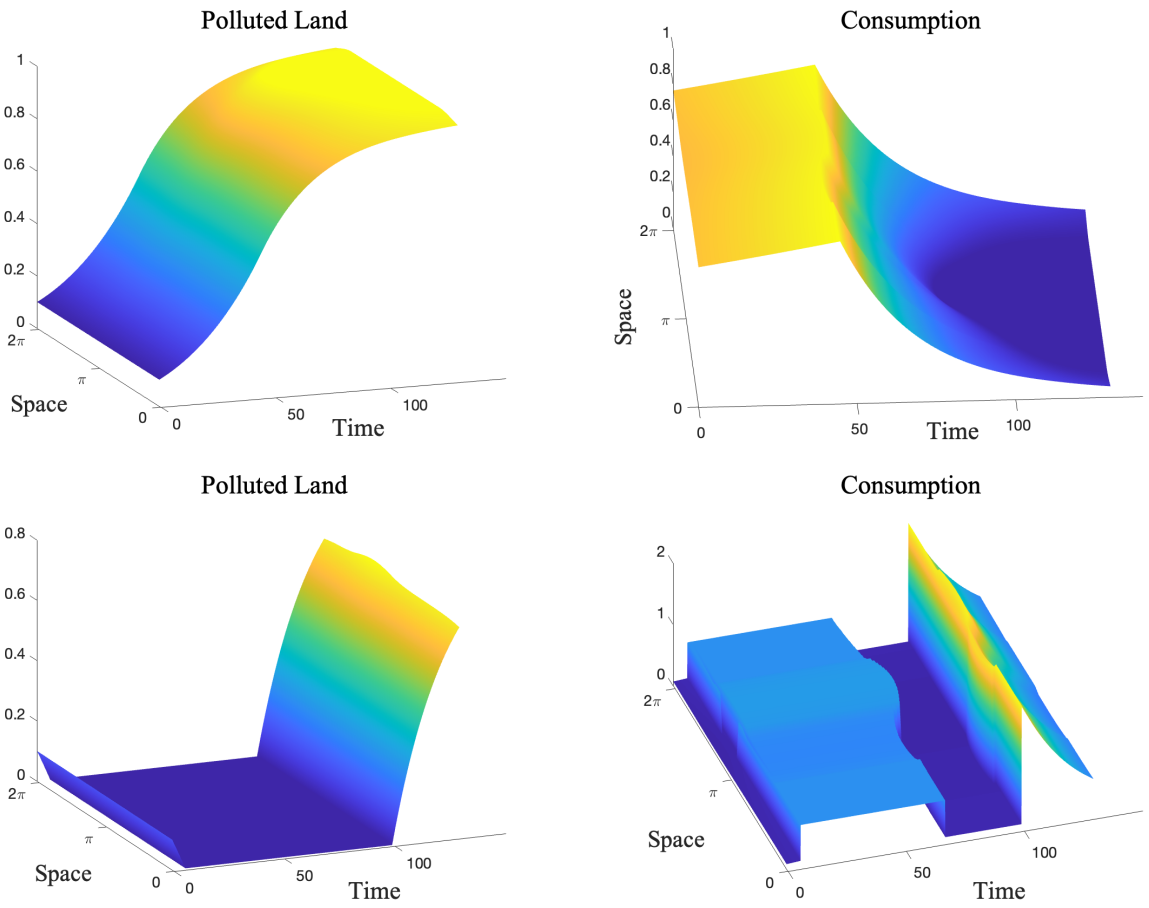 Polluted Land
1
0.8
0.6
0.4
0.2
0
2π
π
0
Space
0
50
100
Time
Consumption
1
0.8
0.6
0.4
0.2
0
2π
π
0
Space
0
50
100
Time
Polluted Land
0.8
0.6
0.4
0.2
0
2π
π
0
Space
0
50
100
Time
Consumption
2
1
0
2π
π
0
Space
0
50
100
Time